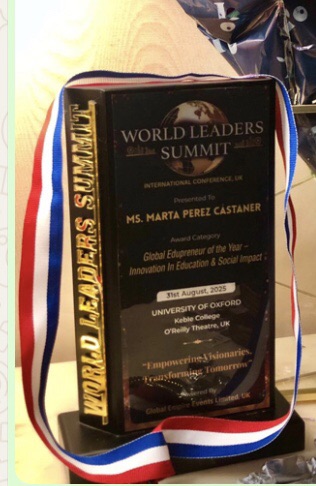 WORLD LEADERS SUMMIT
WORLD LEADERS
SUMMIT
INTERNATIONAL CONFERENCE, UK
Presented To
MS. MARTA PEREZ CASTANER
Award Category
Global Edupreneur of the Year –
Innovation In Education & Social Impact
31st August, 2025
UNIVERSITY OF OXFORD
Keble College
O'Reilly Theatre, UK
"Empowering Visionaries,
Transforming Tomorrow"
Powered By
Global Empire Events Limited, UK